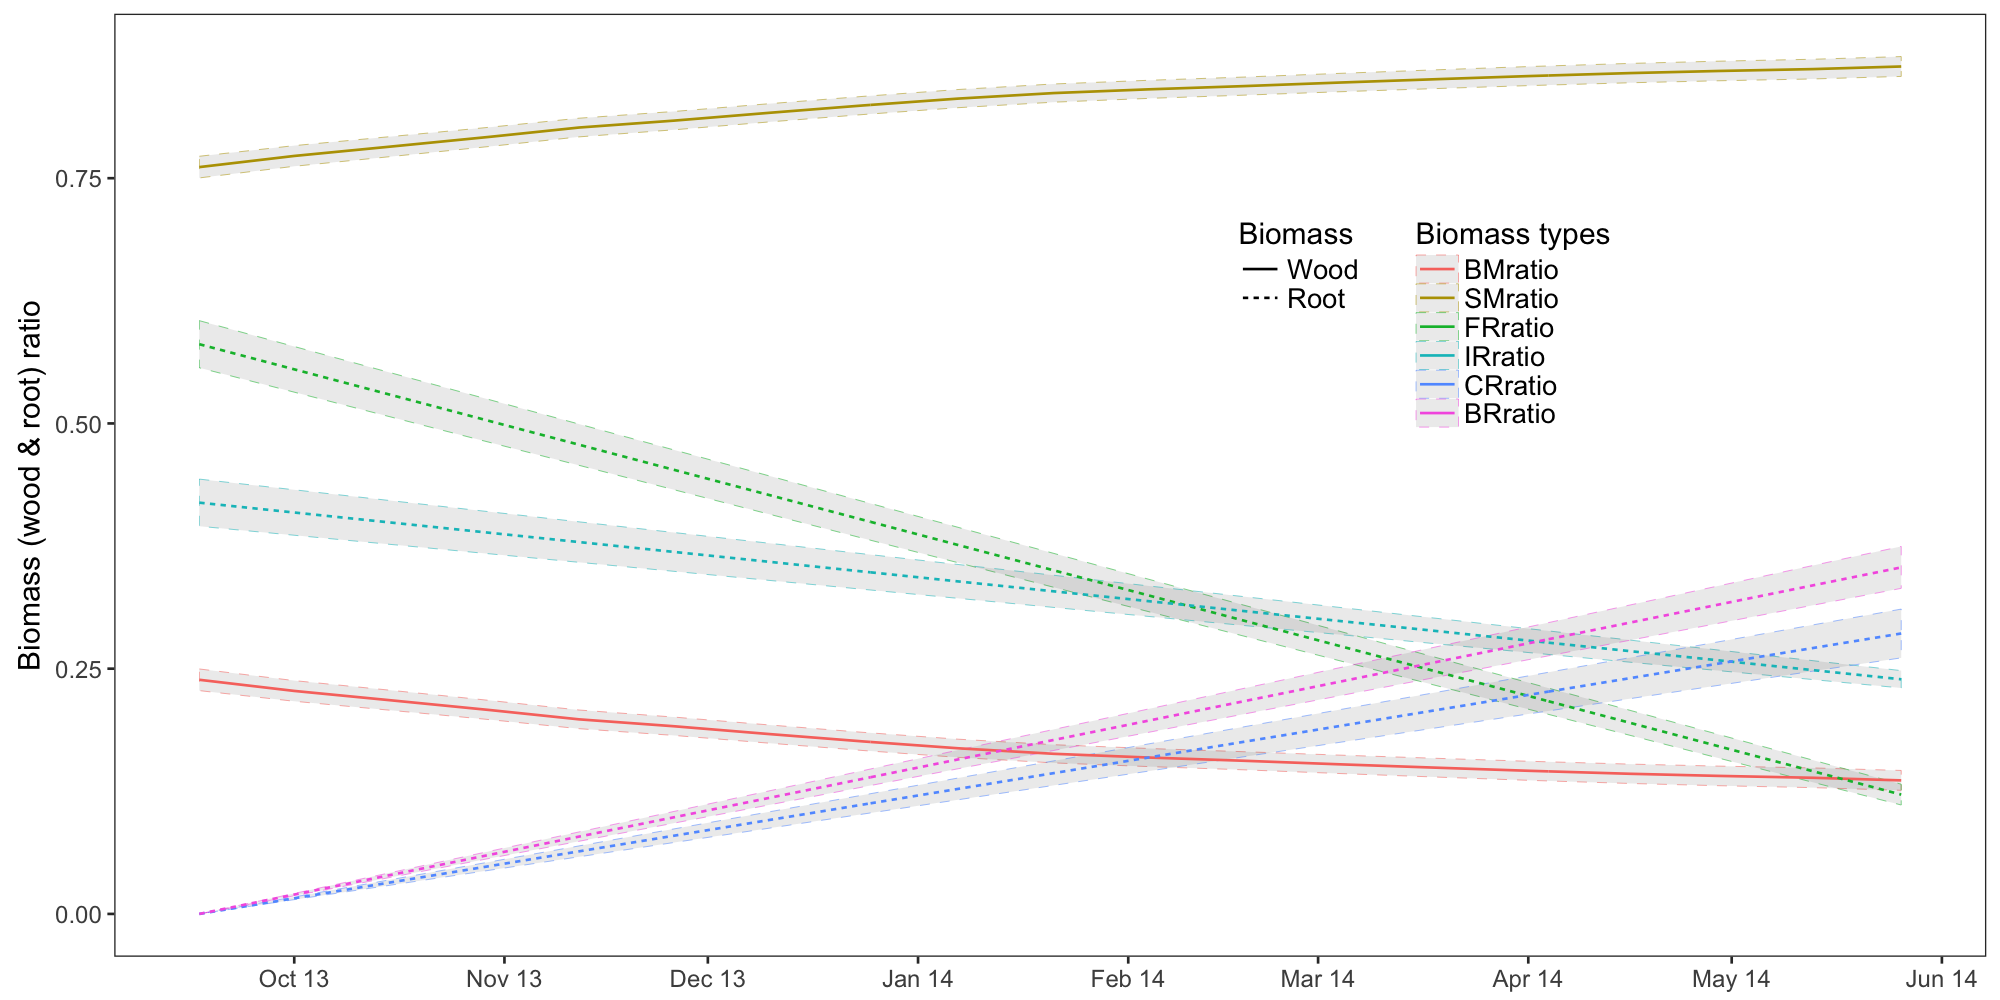 Biomass (wood & root) ratio
0.75
0.50
0.25
0.00
Biomass
Wood
Root
Biomass types
BMratio
SMratio
FRratio
IRratio
CRratio
BRratio
Oct 13 Nov 13 Dec 13 Jan 14 Feb 14 Mar 14 Apr 14 May 14 Jun 14